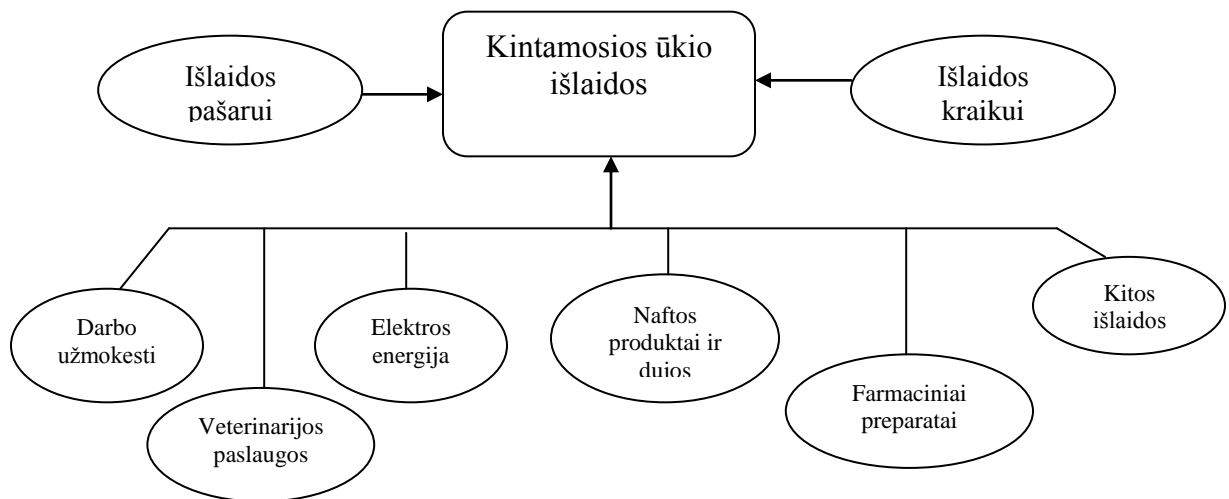 Kintamosios ūkio
išlaidos
Išlaidos
pašarui
Išlaidos
kraikui
Darbo
užmokesti
Veterinarijos
paslaugos
Elektros
energija
Naftos
produktai ir
dujos
Farmaciniai
preparatai
Kitos
išlaidos